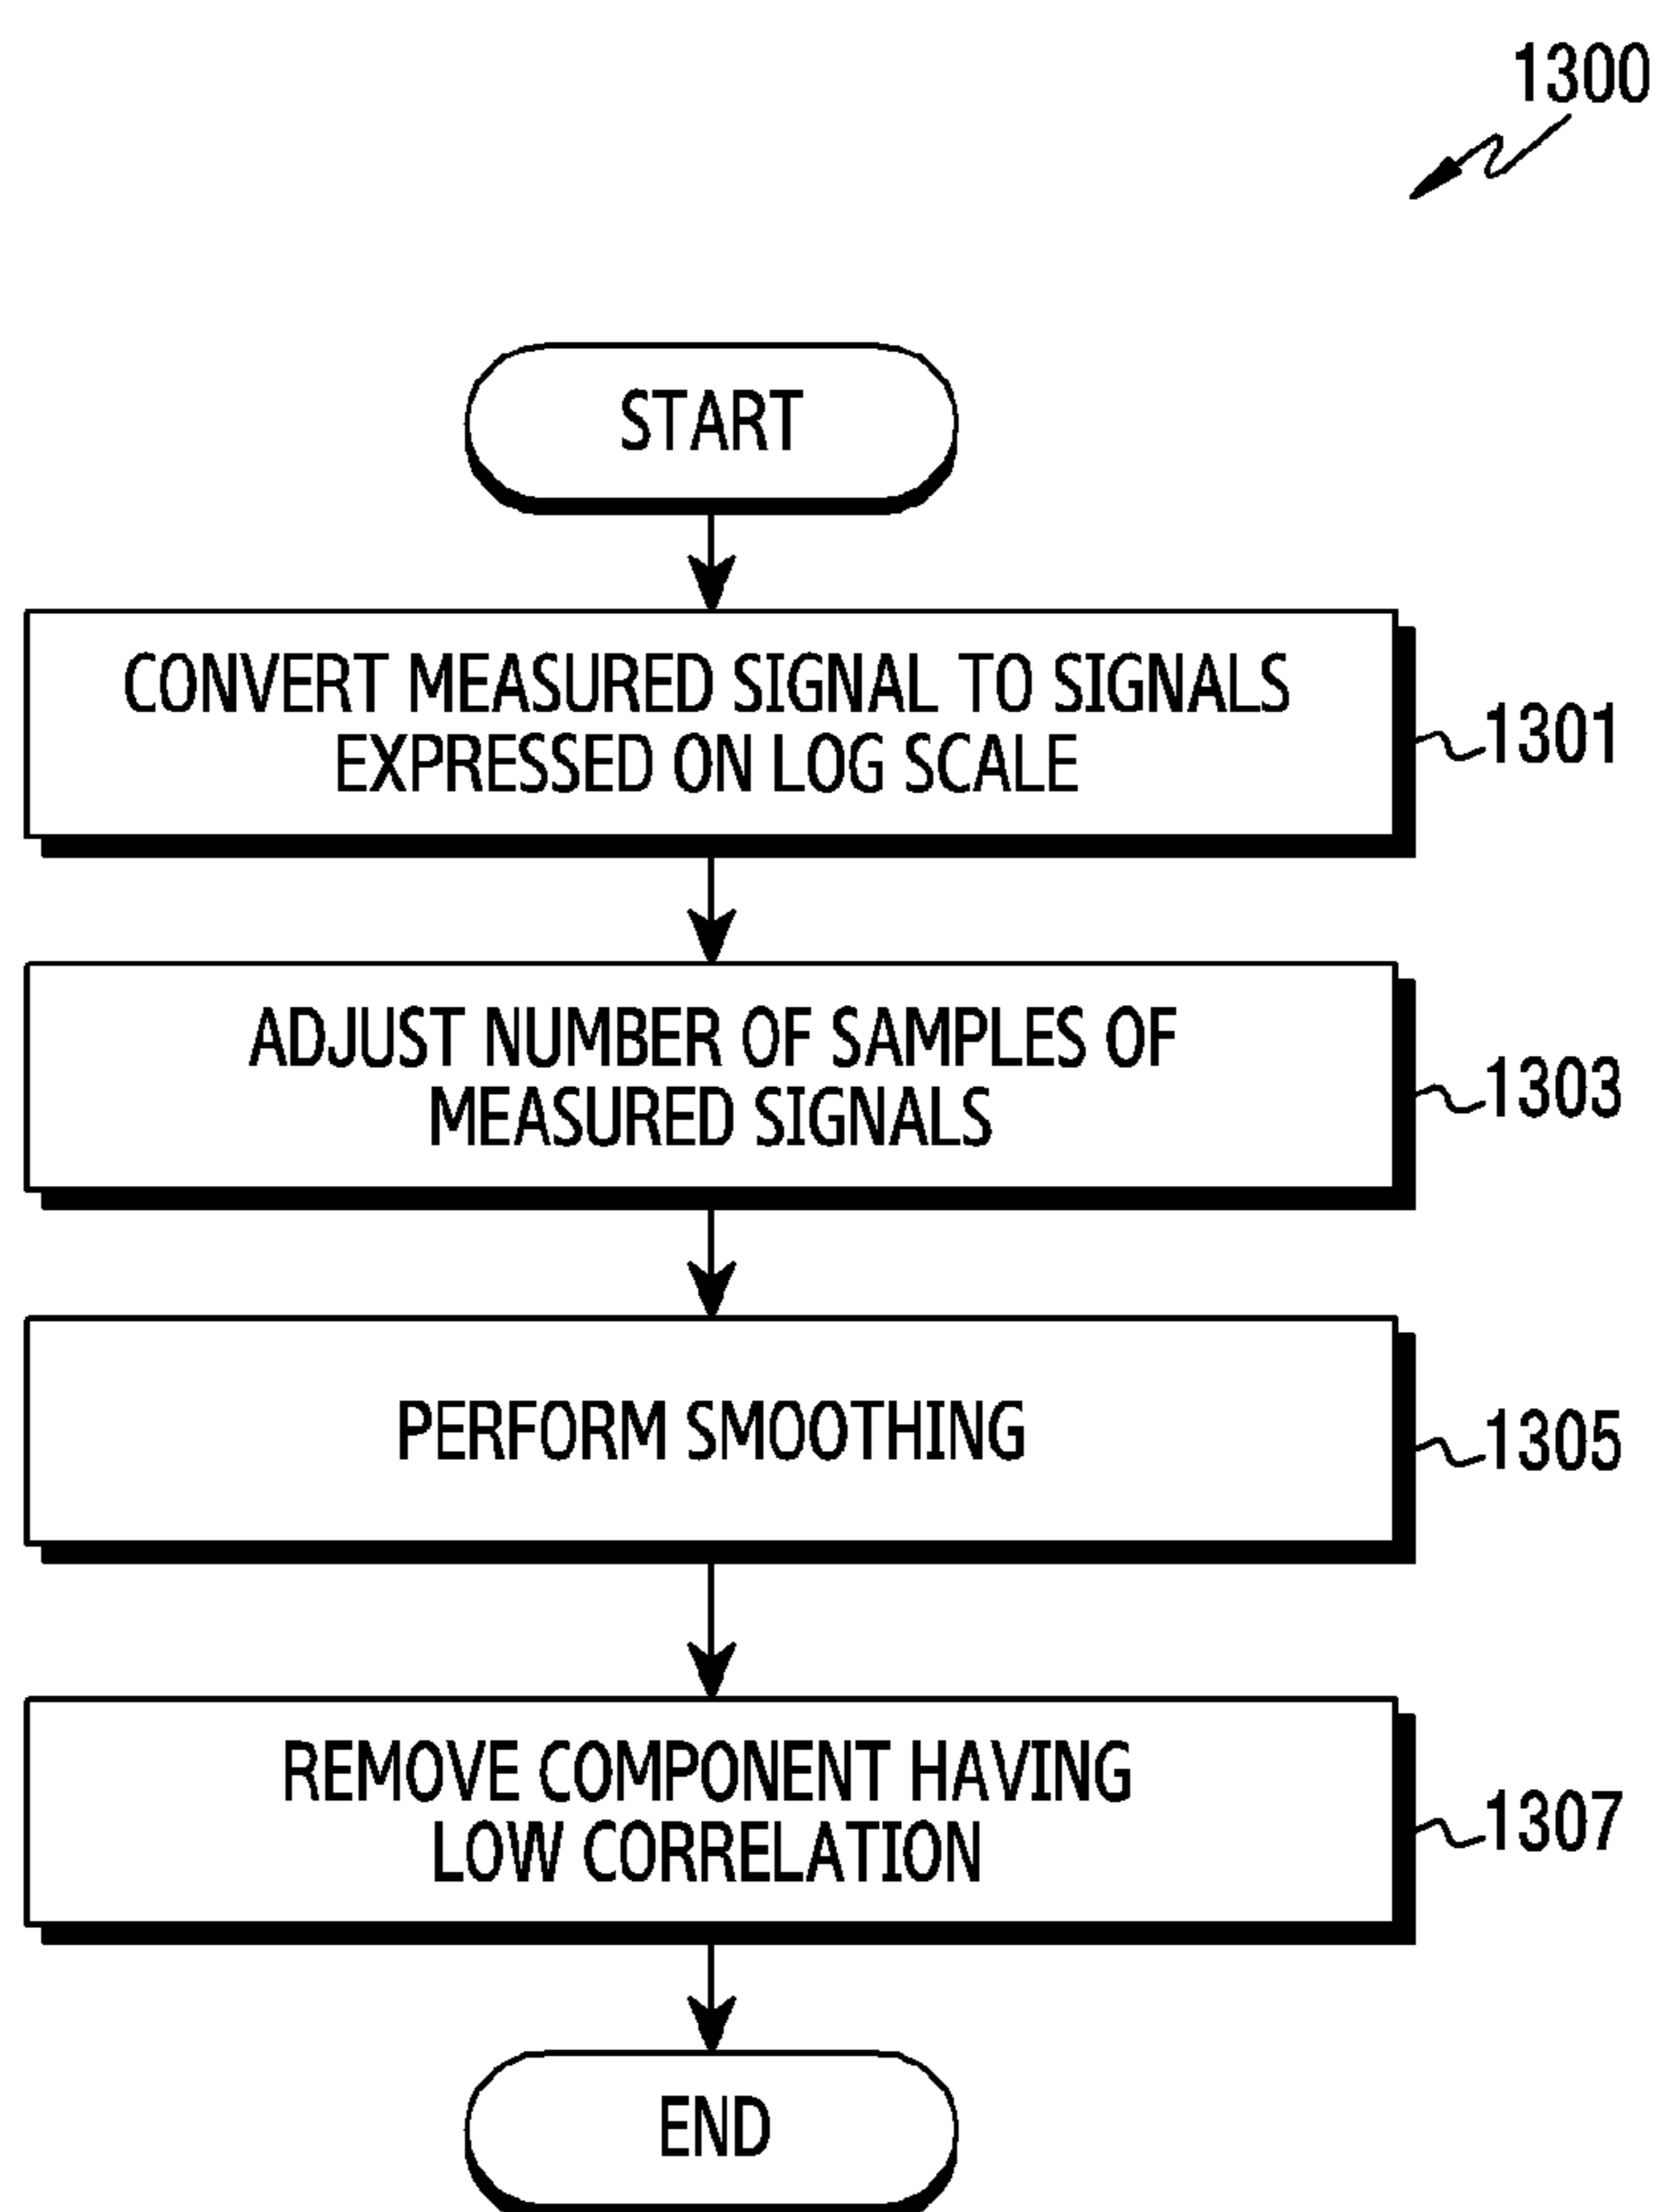 1300
START
CONVERT MEASURED SIGNAL TO SIGNALS
EXPRESSED ON LOG SCALE
1301
ADJUST NUMBER OF SAMPLES OF
MEASURED SIGNALS
1303
PERFORM SMOOTHING
1305
REMOVE COMPONENT HAVING
LOW CORRELATION
1307
END